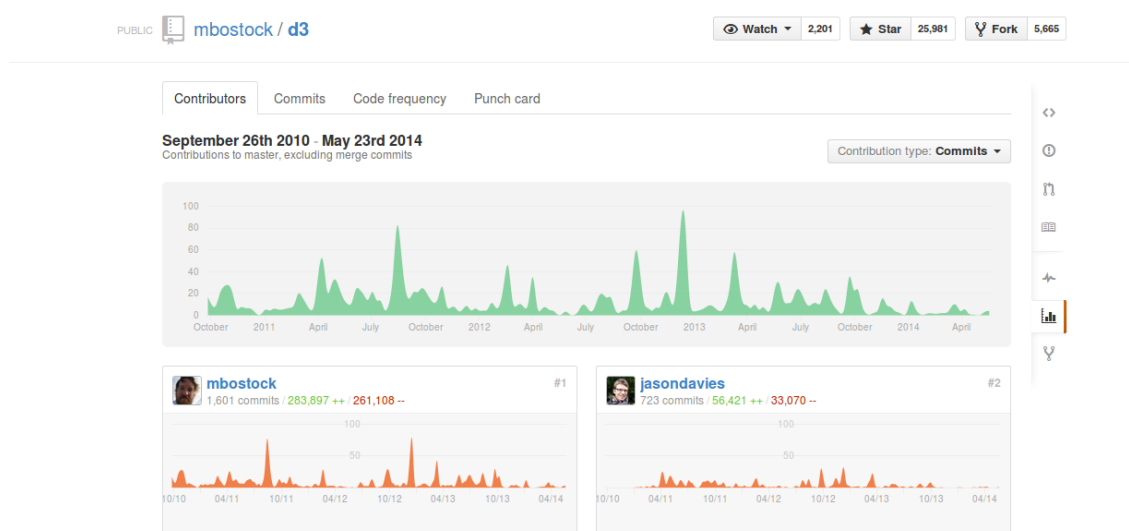 PUBLIC mbostock / d3 Watch 2,201 Star 25,981 Fork 5,665
Contributors Commits Code frequency Punch card
September 26th 2010 - May 23rd 2014
Contributions to master, excluding merge commits
Contribution type: Commits
100
80
60
40
20
0
October 2011 April July October 2012 April July October 2013 April July October 2014 April
mbostock #1
1,601 commits / 283,897 ++ / 261,108 --
100
50
10/10 04/11 10/11 04/12 10/12 04/13 10/13 04/14
jasondavies #2
723 commits / 56,421 ++ / 33,070 --
100
50
10/10 04/11 10/11 04/12 10/12 04/13 10/13 04/14